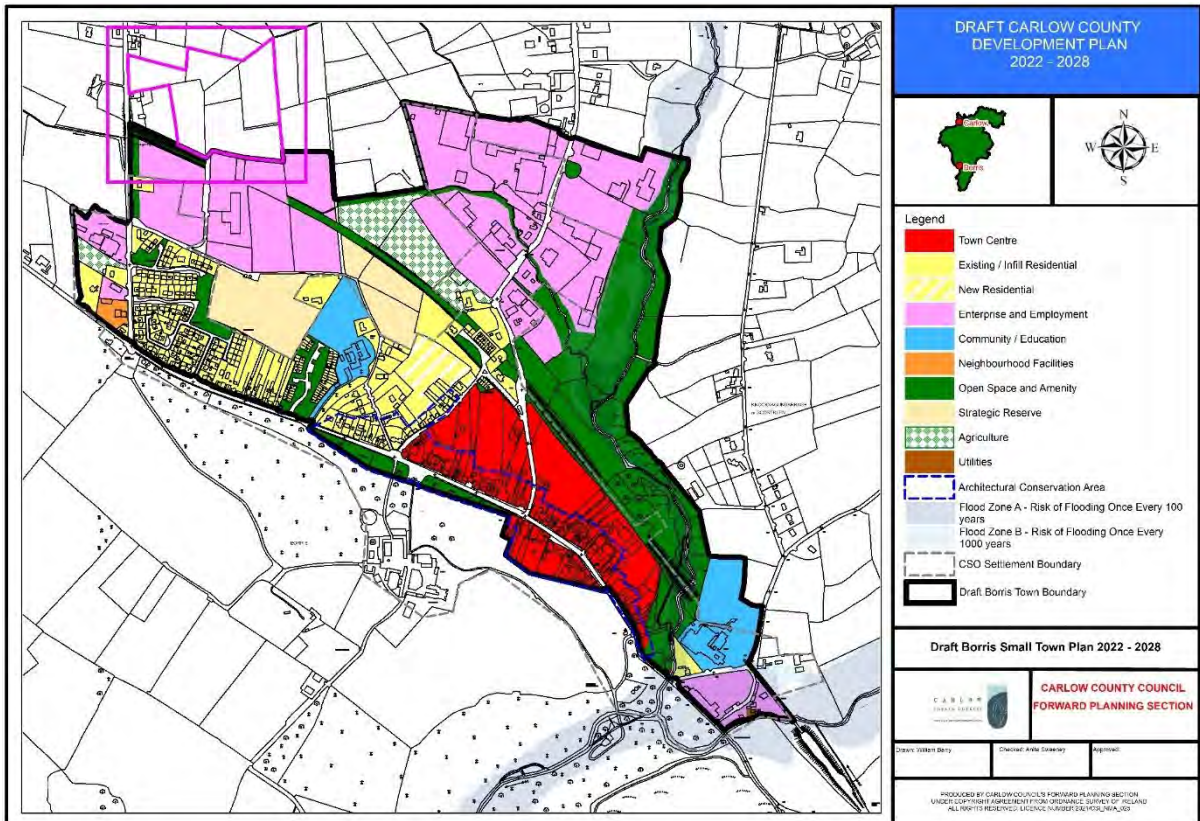 DRAFT CARLOW COUNTY
DEVELOPMENT PLAN
2022 - 2028
Carlow
Borris
N
W
E
S
Legend
Town Centre
Existing / Infill Residential
New Residential
Enterprise and Employment
Community / Education
Neighbourhood Facilities
Open Space and Amenity
Strategic Reserve
Agriculture
Utilities
Architectural Conservation Area
Flood Zone A - Risk of Flooding Once Every 100
years
Flood Zone B - Risk of Flooding Once Every
1000 years
CSO Settlement Boundary
Draft Borris Town Boundary
Draft Borris Small Town Plan 2022 - 2028
CARLOW
CARLOW COUNTY COUNCIL
FORWARD PLANNING SECTION
Drawn: William Barry
Checked: Anita Sweeney
Approved:
PRODUCED BY CARLOW COUNCIL'S FORWARD PLANNING SECTION
UNDER COPYRIGHT AGREEMENT FROM ORDNANCE SURVEY OF IRELAND
ALL RIGHTS RESERVED. LICENCE NUMBER